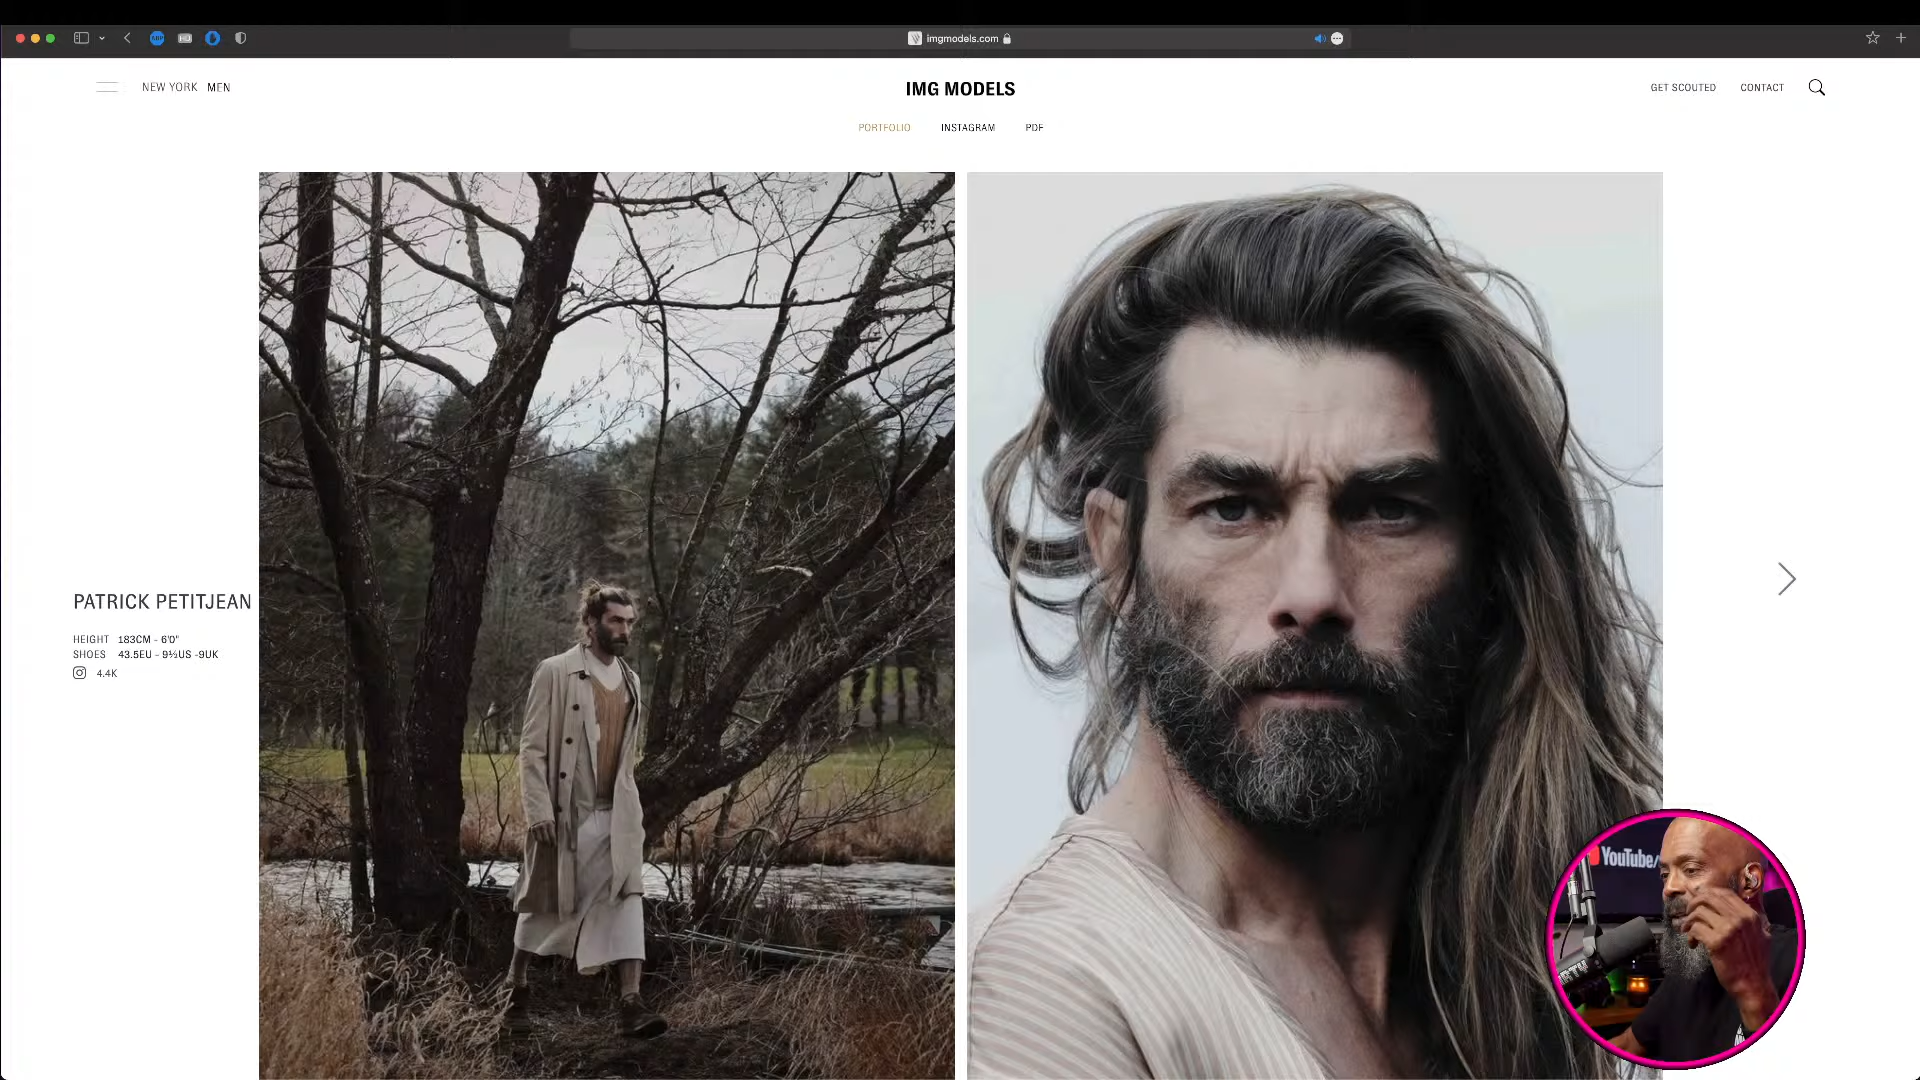 imgmodels.com
NEW YORK MEN
IMG MODELS
GET SCOUTED CONTACT
PORTFOLIO INSTAGRAM PDF
PATRICK PETITJEAN
HEIGHT 183CM - 6'0"
SHOES 43.5EU - 9½US -9UK
4.4K
YouTube/